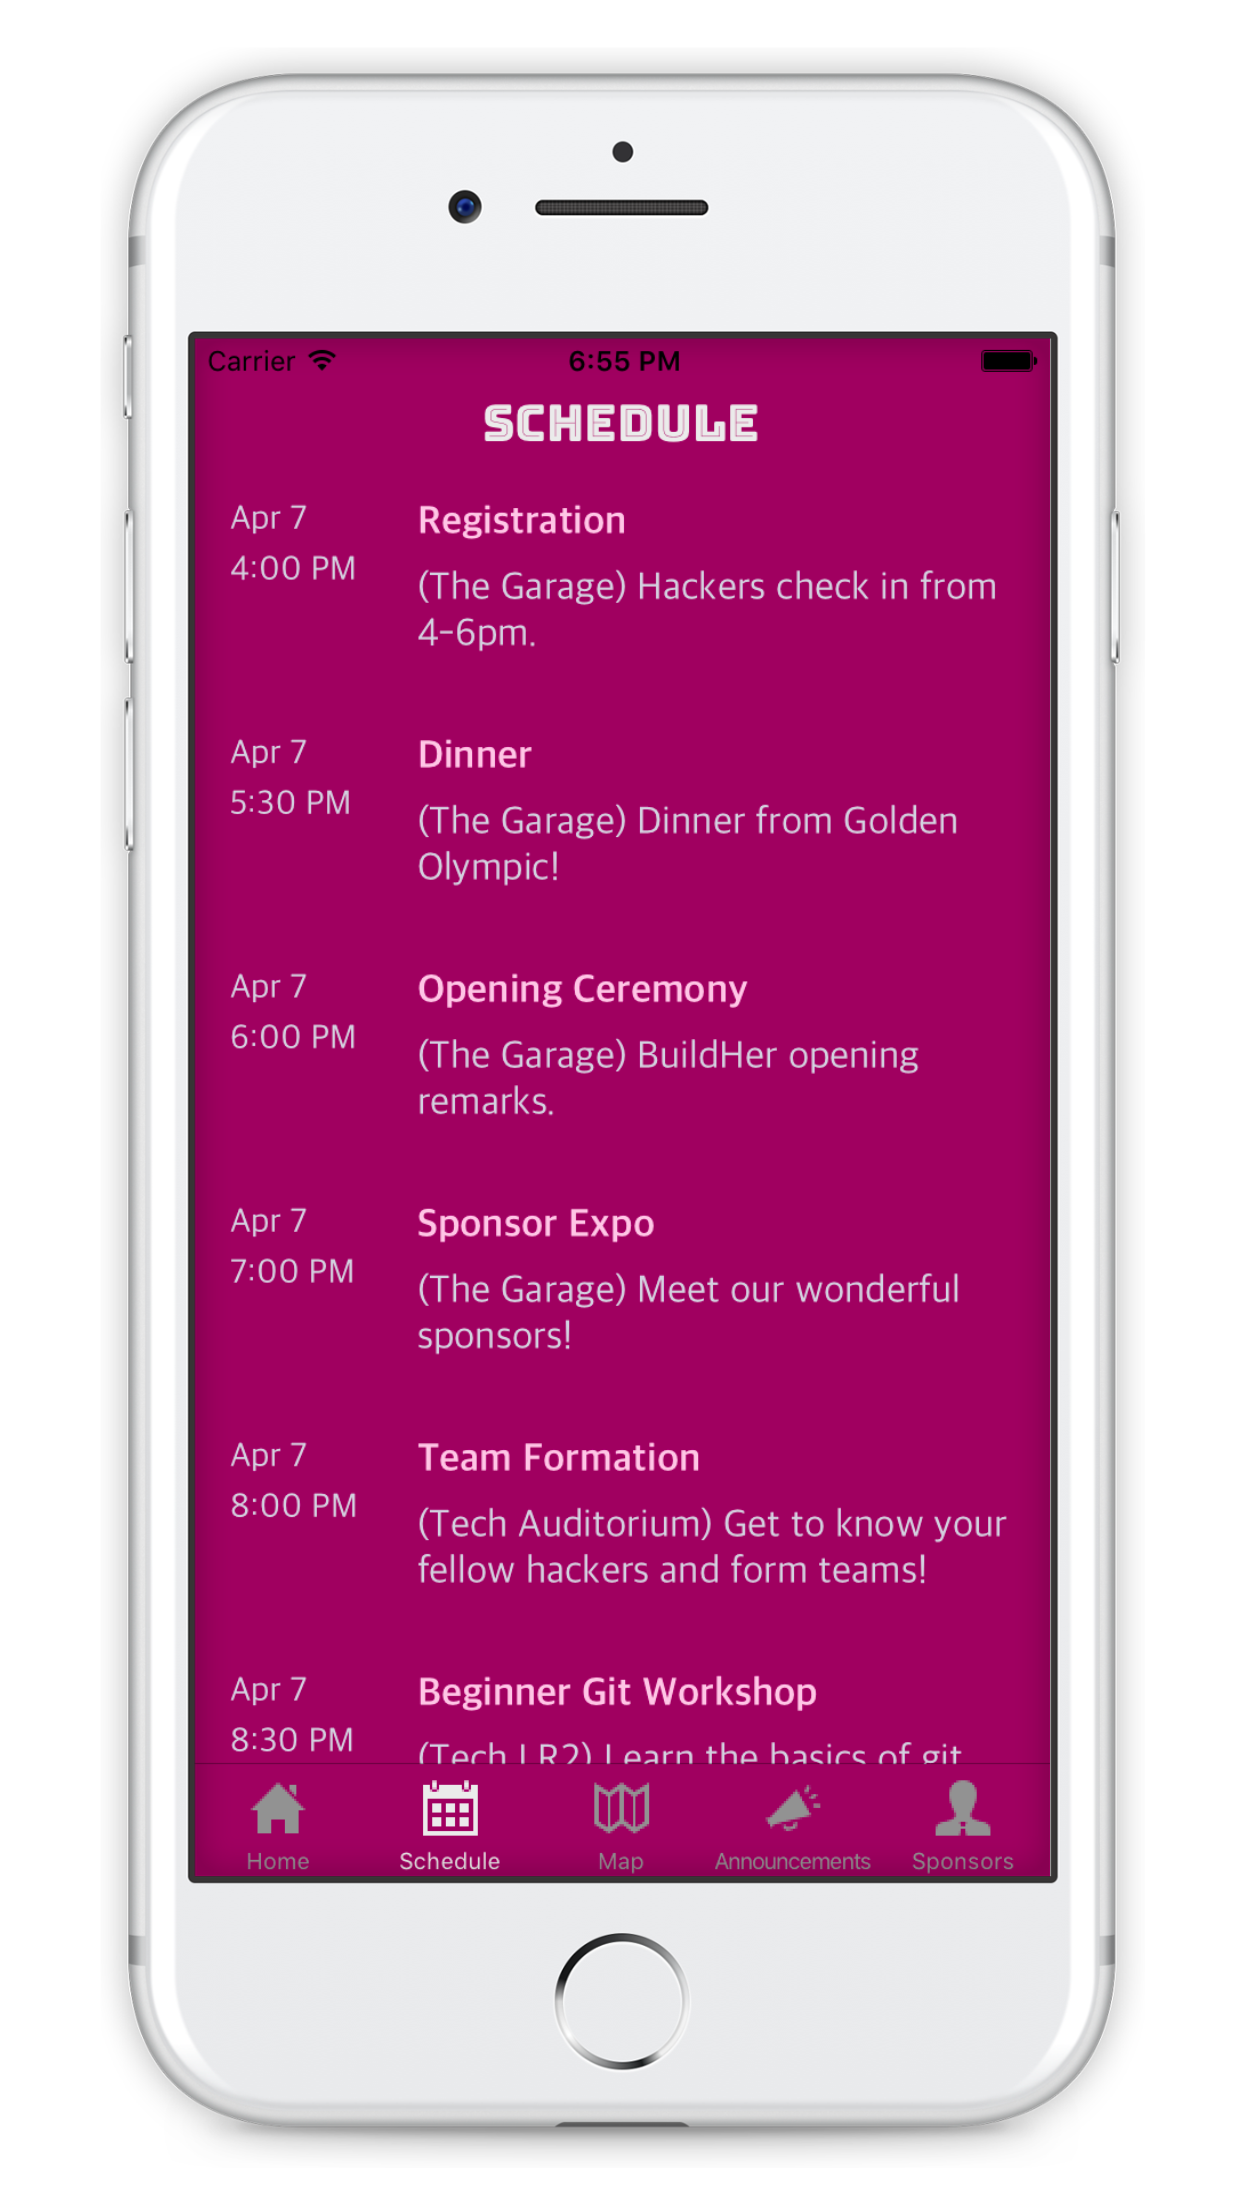 Carrier 6:55 PM
SCHEDULE
Apr 7
4:00 PM
Registration
(The Garage) Hackers check in from
4-6pm.
Apr 7
5:30 PM
Dinner
(The Garage) Dinner from Golden
Olympic!
Apr 7
6:00 PM
Opening Ceremony
(The Garage) BuildHer opening
remarks.
Apr 7
7:00 PM
Sponsor Expo
(The Garage) Meet our wonderful
sponsors!
Apr 7
8:00 PM
Team Formation
(Tech Auditorium) Get to know your
fellow hackers and form teams!
Apr 7
8:30 PM
Beginner Git Workshop
(Tech LR2) Learn the basics of git
Home Schedule Map Announcements Sponsors